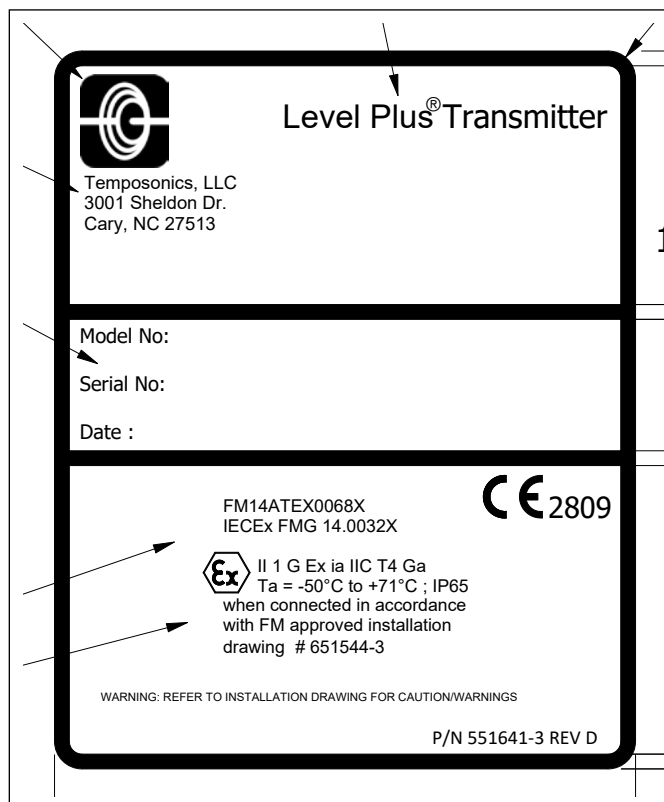 Level Plus® Transmitter
Temposonics, LLC
3001 Sheldon Dr.
Cary, NC 27513
1
Model No:
Serial No:
Date :
CE 2809
FM14ATEX0068X
IECEx FMG 14.0032X
Ex II 1 G Ex ia IIC T4 Ga
Ta = -50°C to +71°C ; IP65
when connected in accordance
with FM approved installation
drawing # 651544-3
WARNING: REFER TO INSTALLATION DRAWING FOR CAUTION/WARNINGS
P/N 551641-3 REV D